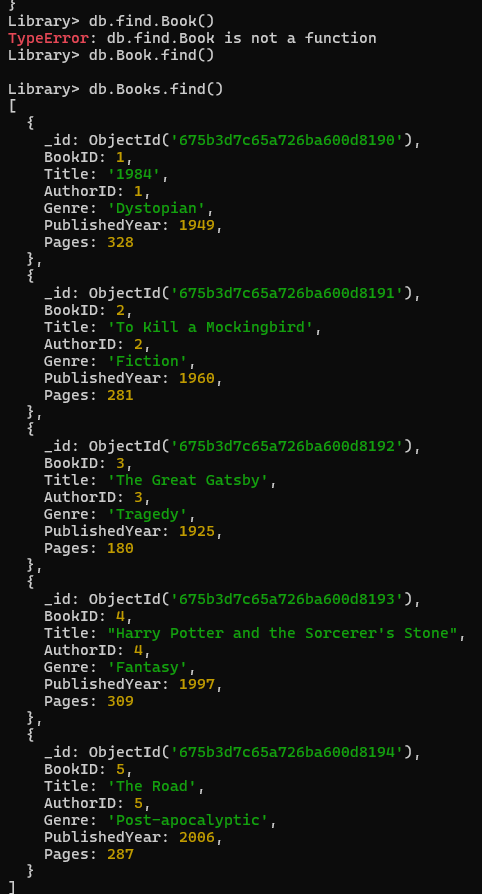 }
Library> db.find.Book()
TypeError: db.find.Book is not a function
Library> db.Book.find()

Library> db.Books.find()
[
  {
    _id: ObjectId('675b3d7c65a726ba600d8190'),
    BookID: 1,
    Title: '1984',
    AuthorID: 1,
    Genre: 'Dystopian',
    PublishedYear: 1949,
    Pages: 328
  },
  {
    _id: ObjectId('675b3d7c65a726ba600d8191'),
    BookID: 2,
    Title: 'To Kill a Mockingbird',
    AuthorID: 2,
    Genre: 'Fiction',
    PublishedYear: 1960,
    Pages: 281
  },
  {
    _id: ObjectId('675b3d7c65a726ba600d8192'),
    BookID: 3,
    Title: 'The Great Gatsby',
    AuthorID: 3,
    Genre: 'Tragedy',
    PublishedYear: 1925,
    Pages: 180
  },
  {
    _id: ObjectId('675b3d7c65a726ba600d8193'),
    BookID: 4,
    Title: "Harry Potter and the Sorcerer's Stone",
    AuthorID: 4,
    Genre: 'Fantasy',
    PublishedYear: 1997,
    Pages: 309
  },
  {
    _id: ObjectId('675b3d7c65a726ba600d8194'),
    BookID: 5,
    Title: 'The Road',
    AuthorID: 5,
    Genre: 'Post-apocalyptic',
    PublishedYear: 2006,
    Pages: 287
  }
]